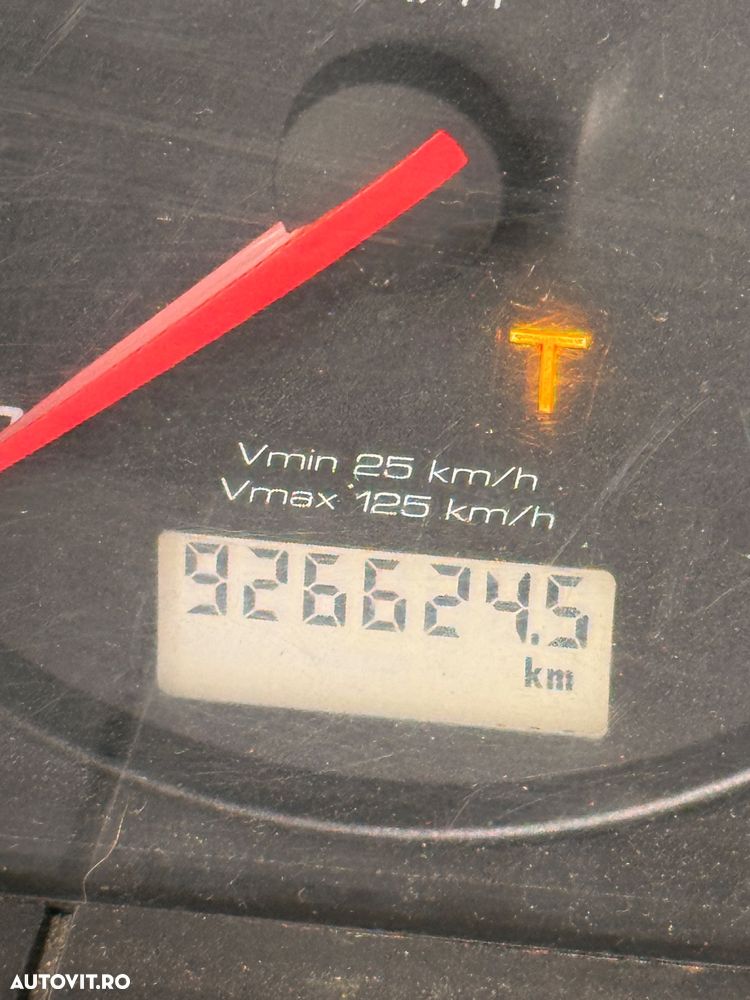 T
Vmin 25 km/h
Vmax 125 km/h
926624.5
km
AUTOVIT.RO